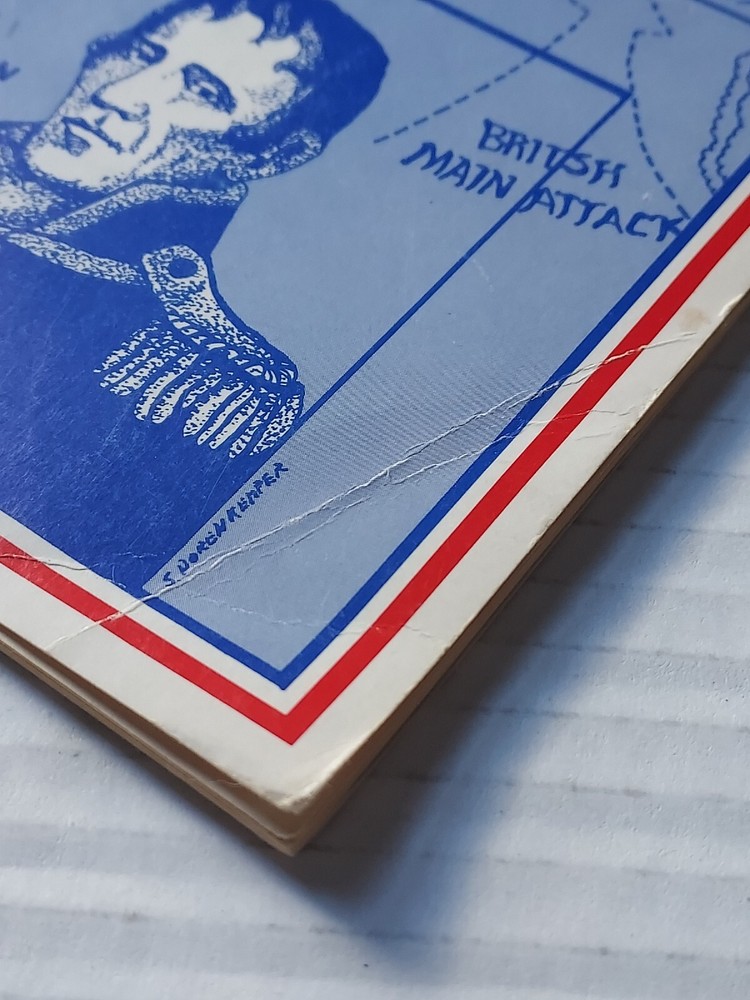 BRITISH
MAIN ATTACK
S. DORENKEMPER